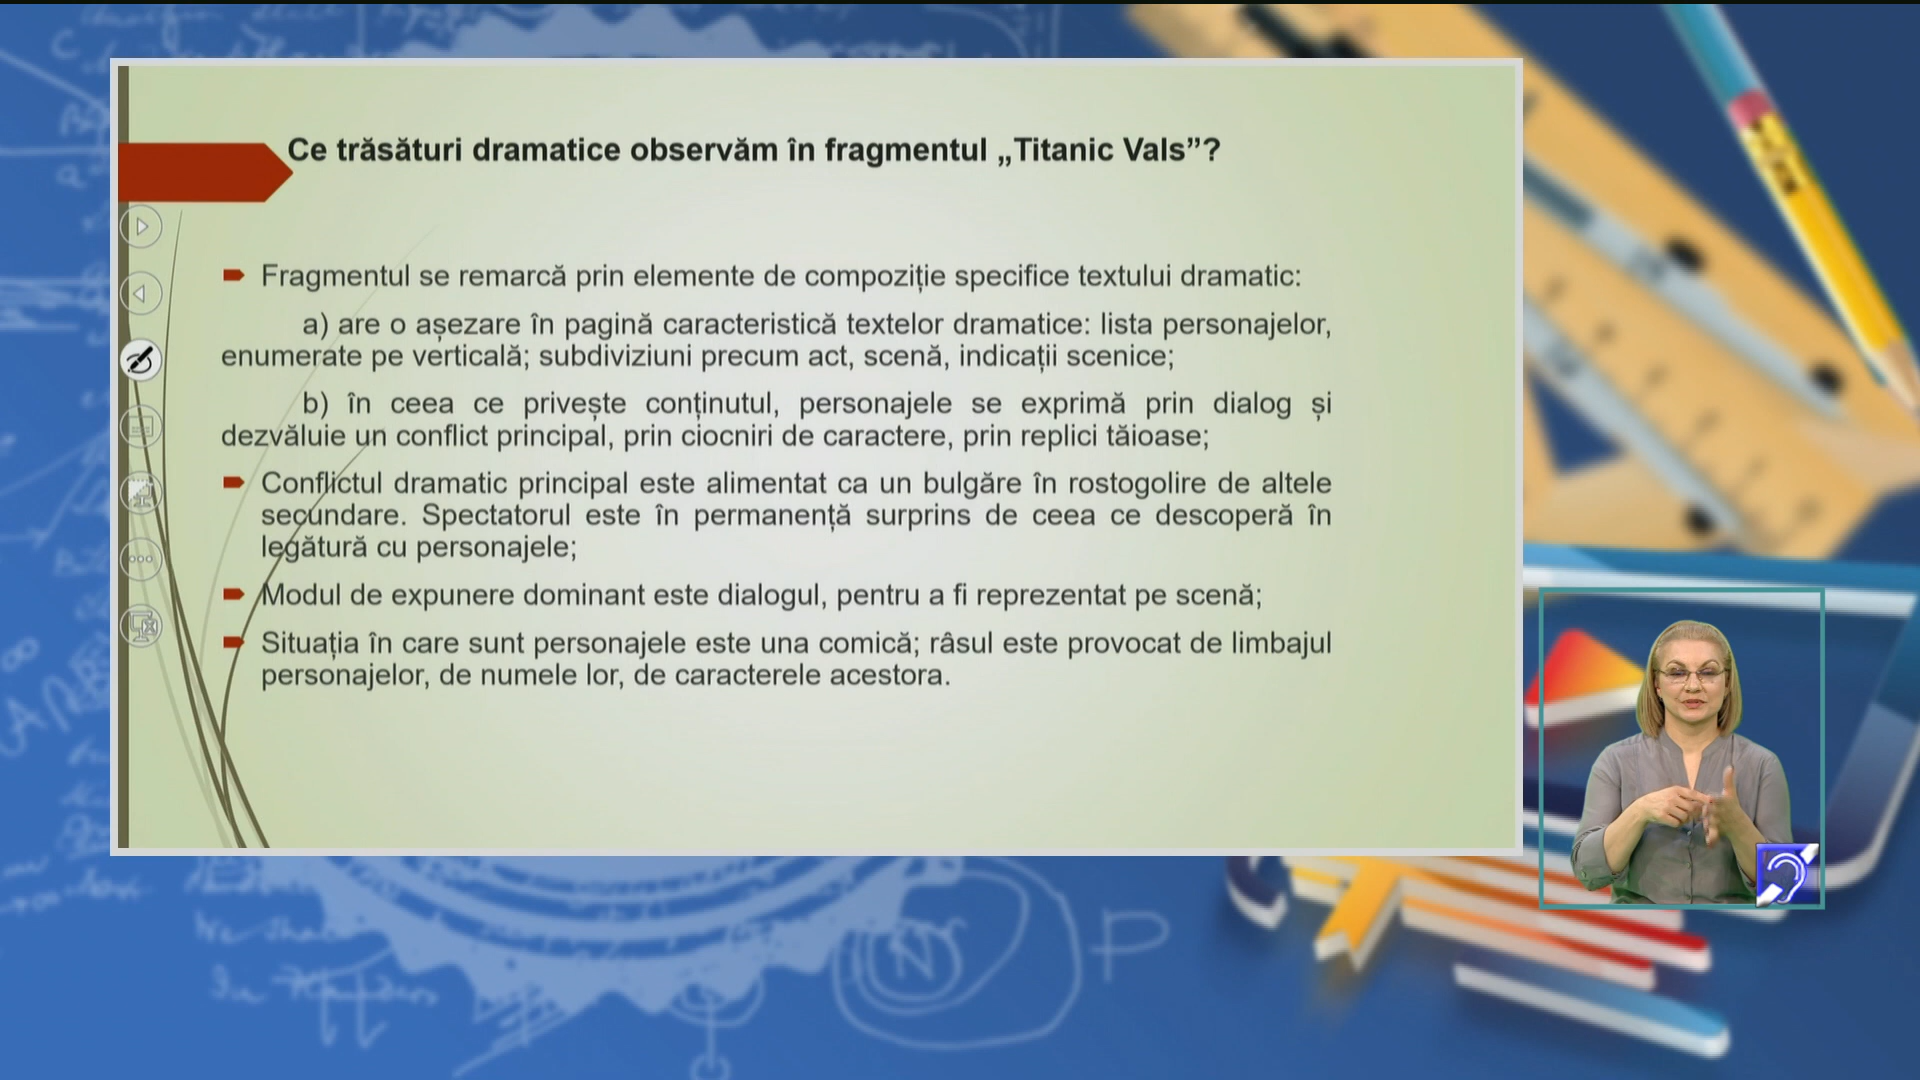 Ce trăsături dramatice observăm în fragmentul „Titanic Vals”?
Fragmentul se remarcă prin elemente de compoziție specifice textului dramatic:
a) are o așezare în pagină caracteristică textelor dramatice: lista personajelor,
enumerate pe verticală; subdiviziuni precum act, scenă, indicații scenice;
b) în ceea ce privește conținutul, personajele se exprimă prin dialog și
dezvăluie un conflict principal, prin ciocniri de caractere, prin replici tăioase;
Conflictul dramatic principal este alimentat ca un bulgăre în rostogolire de altele
secundare. Spectatorul este în permanență surprins de ceea ce descoperă în
legătură cu personajele;
Modul de expunere dominant este dialogul, pentru a fi reprezentat pe scenă;
Situația în care sunt personajele este una comică; râsul este provocat de limbajul
personajelor, de numele lor, de caracterele acestora.
N
P